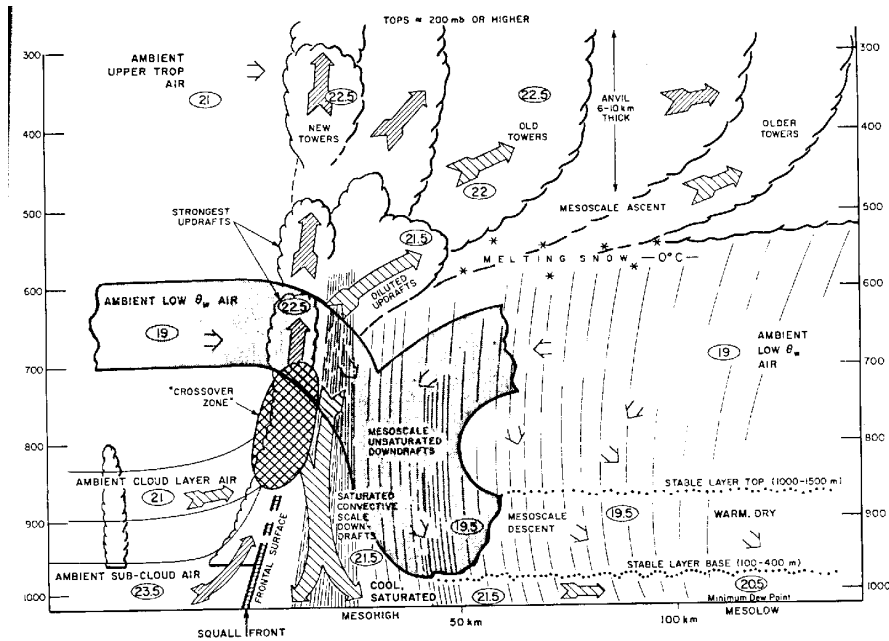 TOPS ≈ 200 mb OR HIGHER
300
300
AMBIENT
UPPER TROP
AIR
21
22.5
22.5
NEW
TOWERS
OLD
TOWERS
ANVIL
6-10 km
THICK
OLDER
TOWERS
400
400
22
MESOSCALE ASCENT
STRONGEST
UPDRAFTS
500
500
21.5
MELTING SNOW —0°C—
DILUTED
UPDRAFTS
600
600
AMBIENT LOW θw AIR
22.5
19
AMBIENT
LOW θw
AIR
19
700
700
"CROSSOVER
ZONE"
MESOSCALE
UNSATURATED
DOWNDRAFTS
800
800
AMBIENT CLOUD LAYER AIR
21
SATURATED
CONVECTIVE
SCALE
DOWN-
DRAFTS
STABLE LAYER TOP (1000-1500 m)
900
900
19.5
MESOSCALE
DESCENT
19.5
WARM, DRY
21.5
FRONTAL SURFACE
STABLE LAYER BASE (100-400 m)
AMBIENT SUB-CLOUD AIR
23.5
COOL,
SATURATED
21.5
20.5
Minimum Dew Point
1000
1000
MESOHIGH
50 km
100 km
MESOLOW
SQUALL FRONT